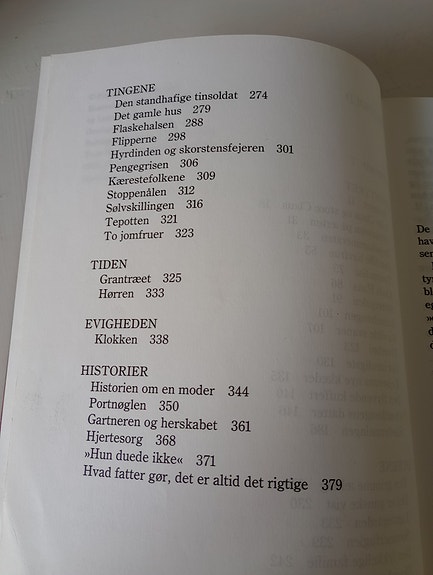 TINGENE
Den standhafige tinsoldat 274
Det gamle hus 279
Flaskehalsen 288
Flipperne 298
Hyrdinden og skorstensfejeren 301
Pengegrisen 306
Kærestefolkene 309
Stoppenålen 312
Sølvskillingen 316
Tepotten 321
To jomfruer 323
TIDEN
Grantræet 325
Hørren 333
EVIGHEDEN
Klokken 338
HISTORIER
Historien om en moder 344
Portnøglen 350
Gartneren og herskabet 361
Hjertesorg 368
»Hun duede ikke« 371
Hvad fatter gør, det er altid det rigtige 379
De